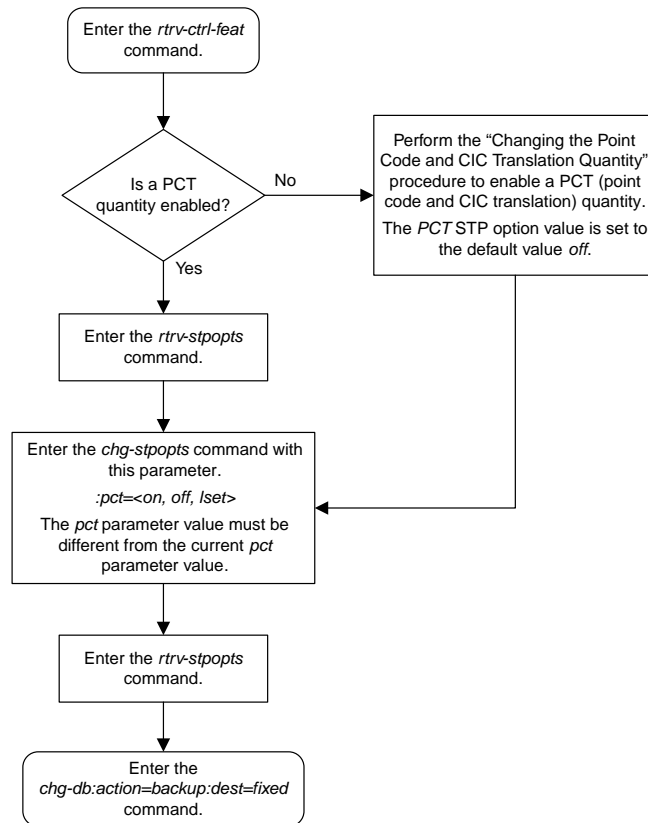 Enter the rtrv-ctrl-feat
command.
Is a PCT
quantity enabled?
No
Yes
Perform the “Changing the Point
Code and CIC Translation Quantity”
procedure to enable a PCT (point
code and CIC translation) quantity.
The PCT STP option value is set to
the default value off.
Enter the rtrv-stpopts
command.
Enter the chg-stpopts command with
this parameter.
:pct=<on, off, lset>
The pct parameter value must be
different from the current pct
parameter value.
Enter the rtrv-stpopts
command.
Enter the
chg-db:action=backup:dest=fixed
command.